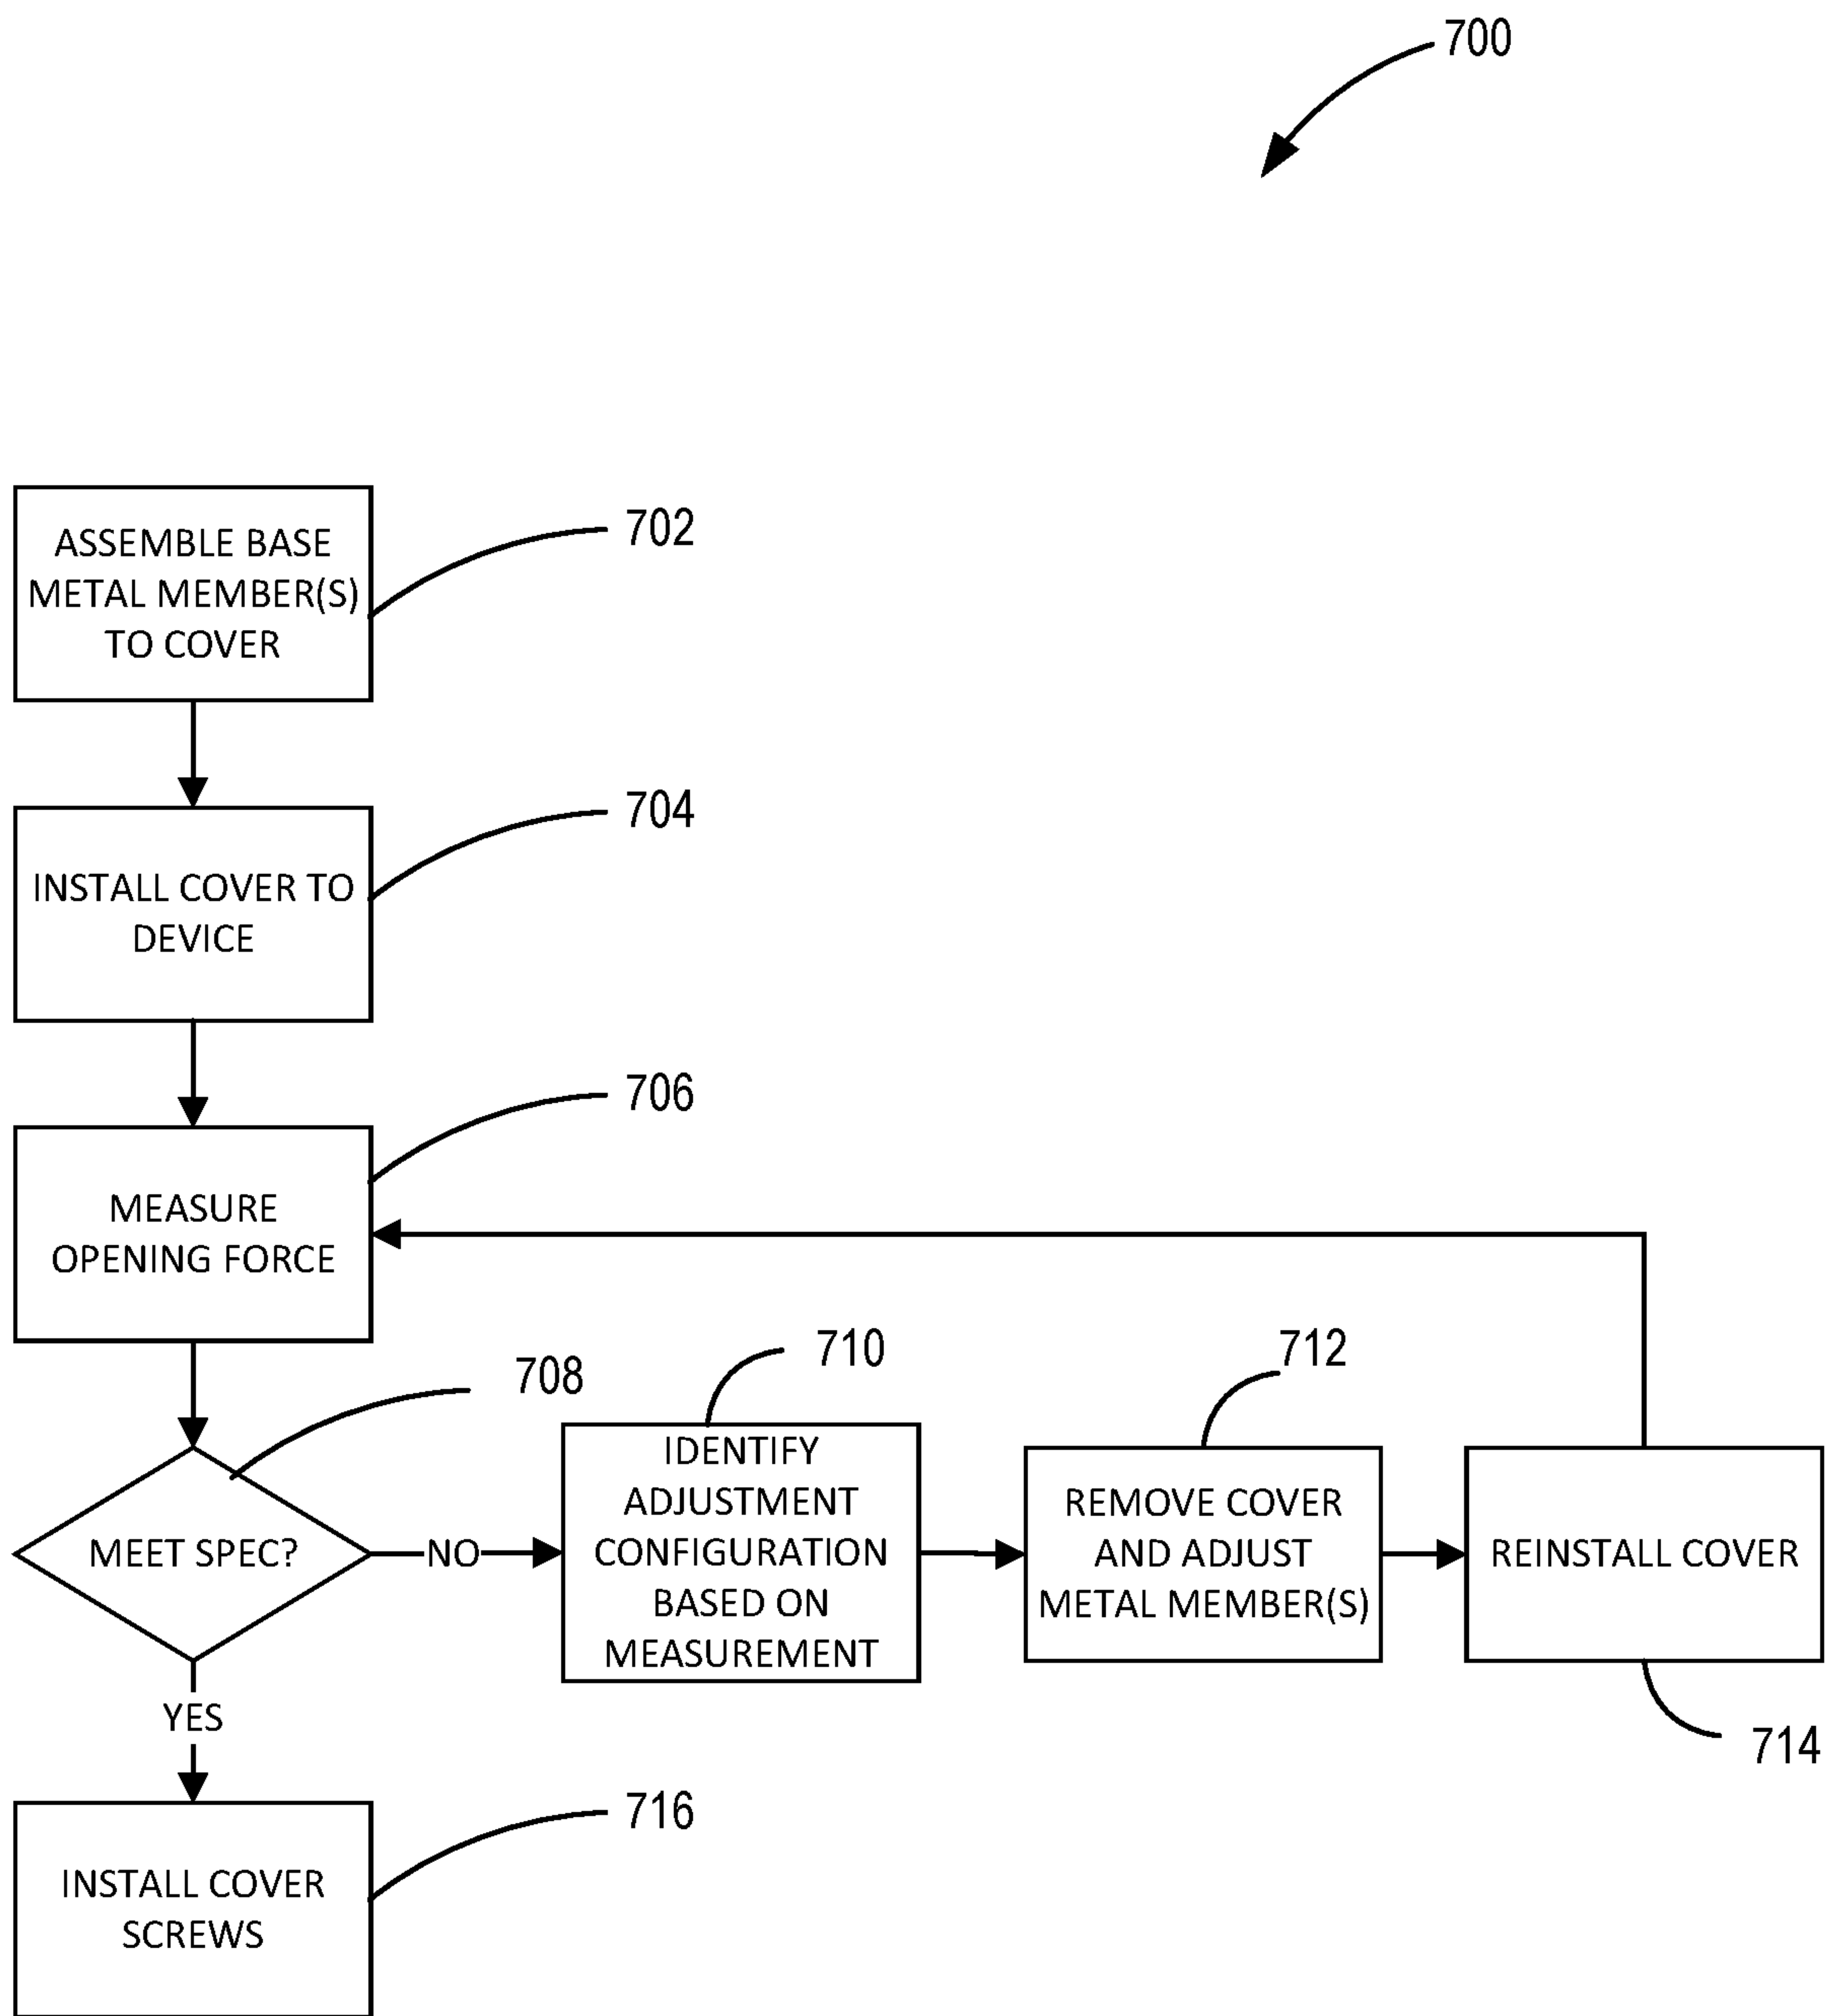 700
ASSEMBLE BASE
METAL MEMBER(S)
TO COVER
702
INSTALL COVER TO
DEVICE
704
MEASURE
OPENING FORCE
706
MEET SPEC?
708
NO
IDENTIFY
ADJUSTMENT
CONFIGURATION
BASED ON
MEASUREMENT
710
REMOVE COVER
AND ADJUST
METAL MEMBER(S)
712
REINSTALL COVER
714
YES
INSTALL COVER
SCREWS
716